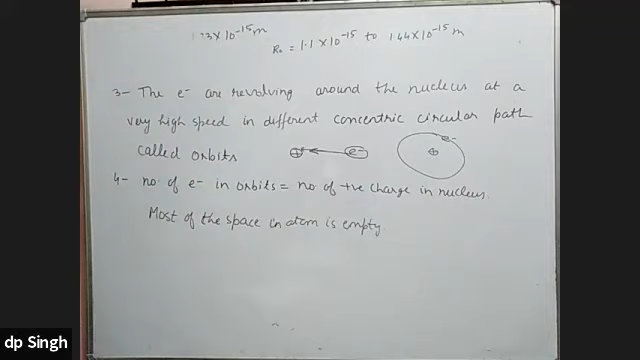 .33 × 10⁻¹⁵ m
R₀ = 1.1 × 10⁻¹⁵ to 1.44 × 10⁻¹⁵ m
3 - The e⁻ are revolving around the nucleus at a
very high speed in different concentric circular path
called orbits
+ e⁻
e⁻ +
4 - no. of e⁻ in orbits = no of +ve charge in nucleus.
Most of the space in atom is empty
dp Singh